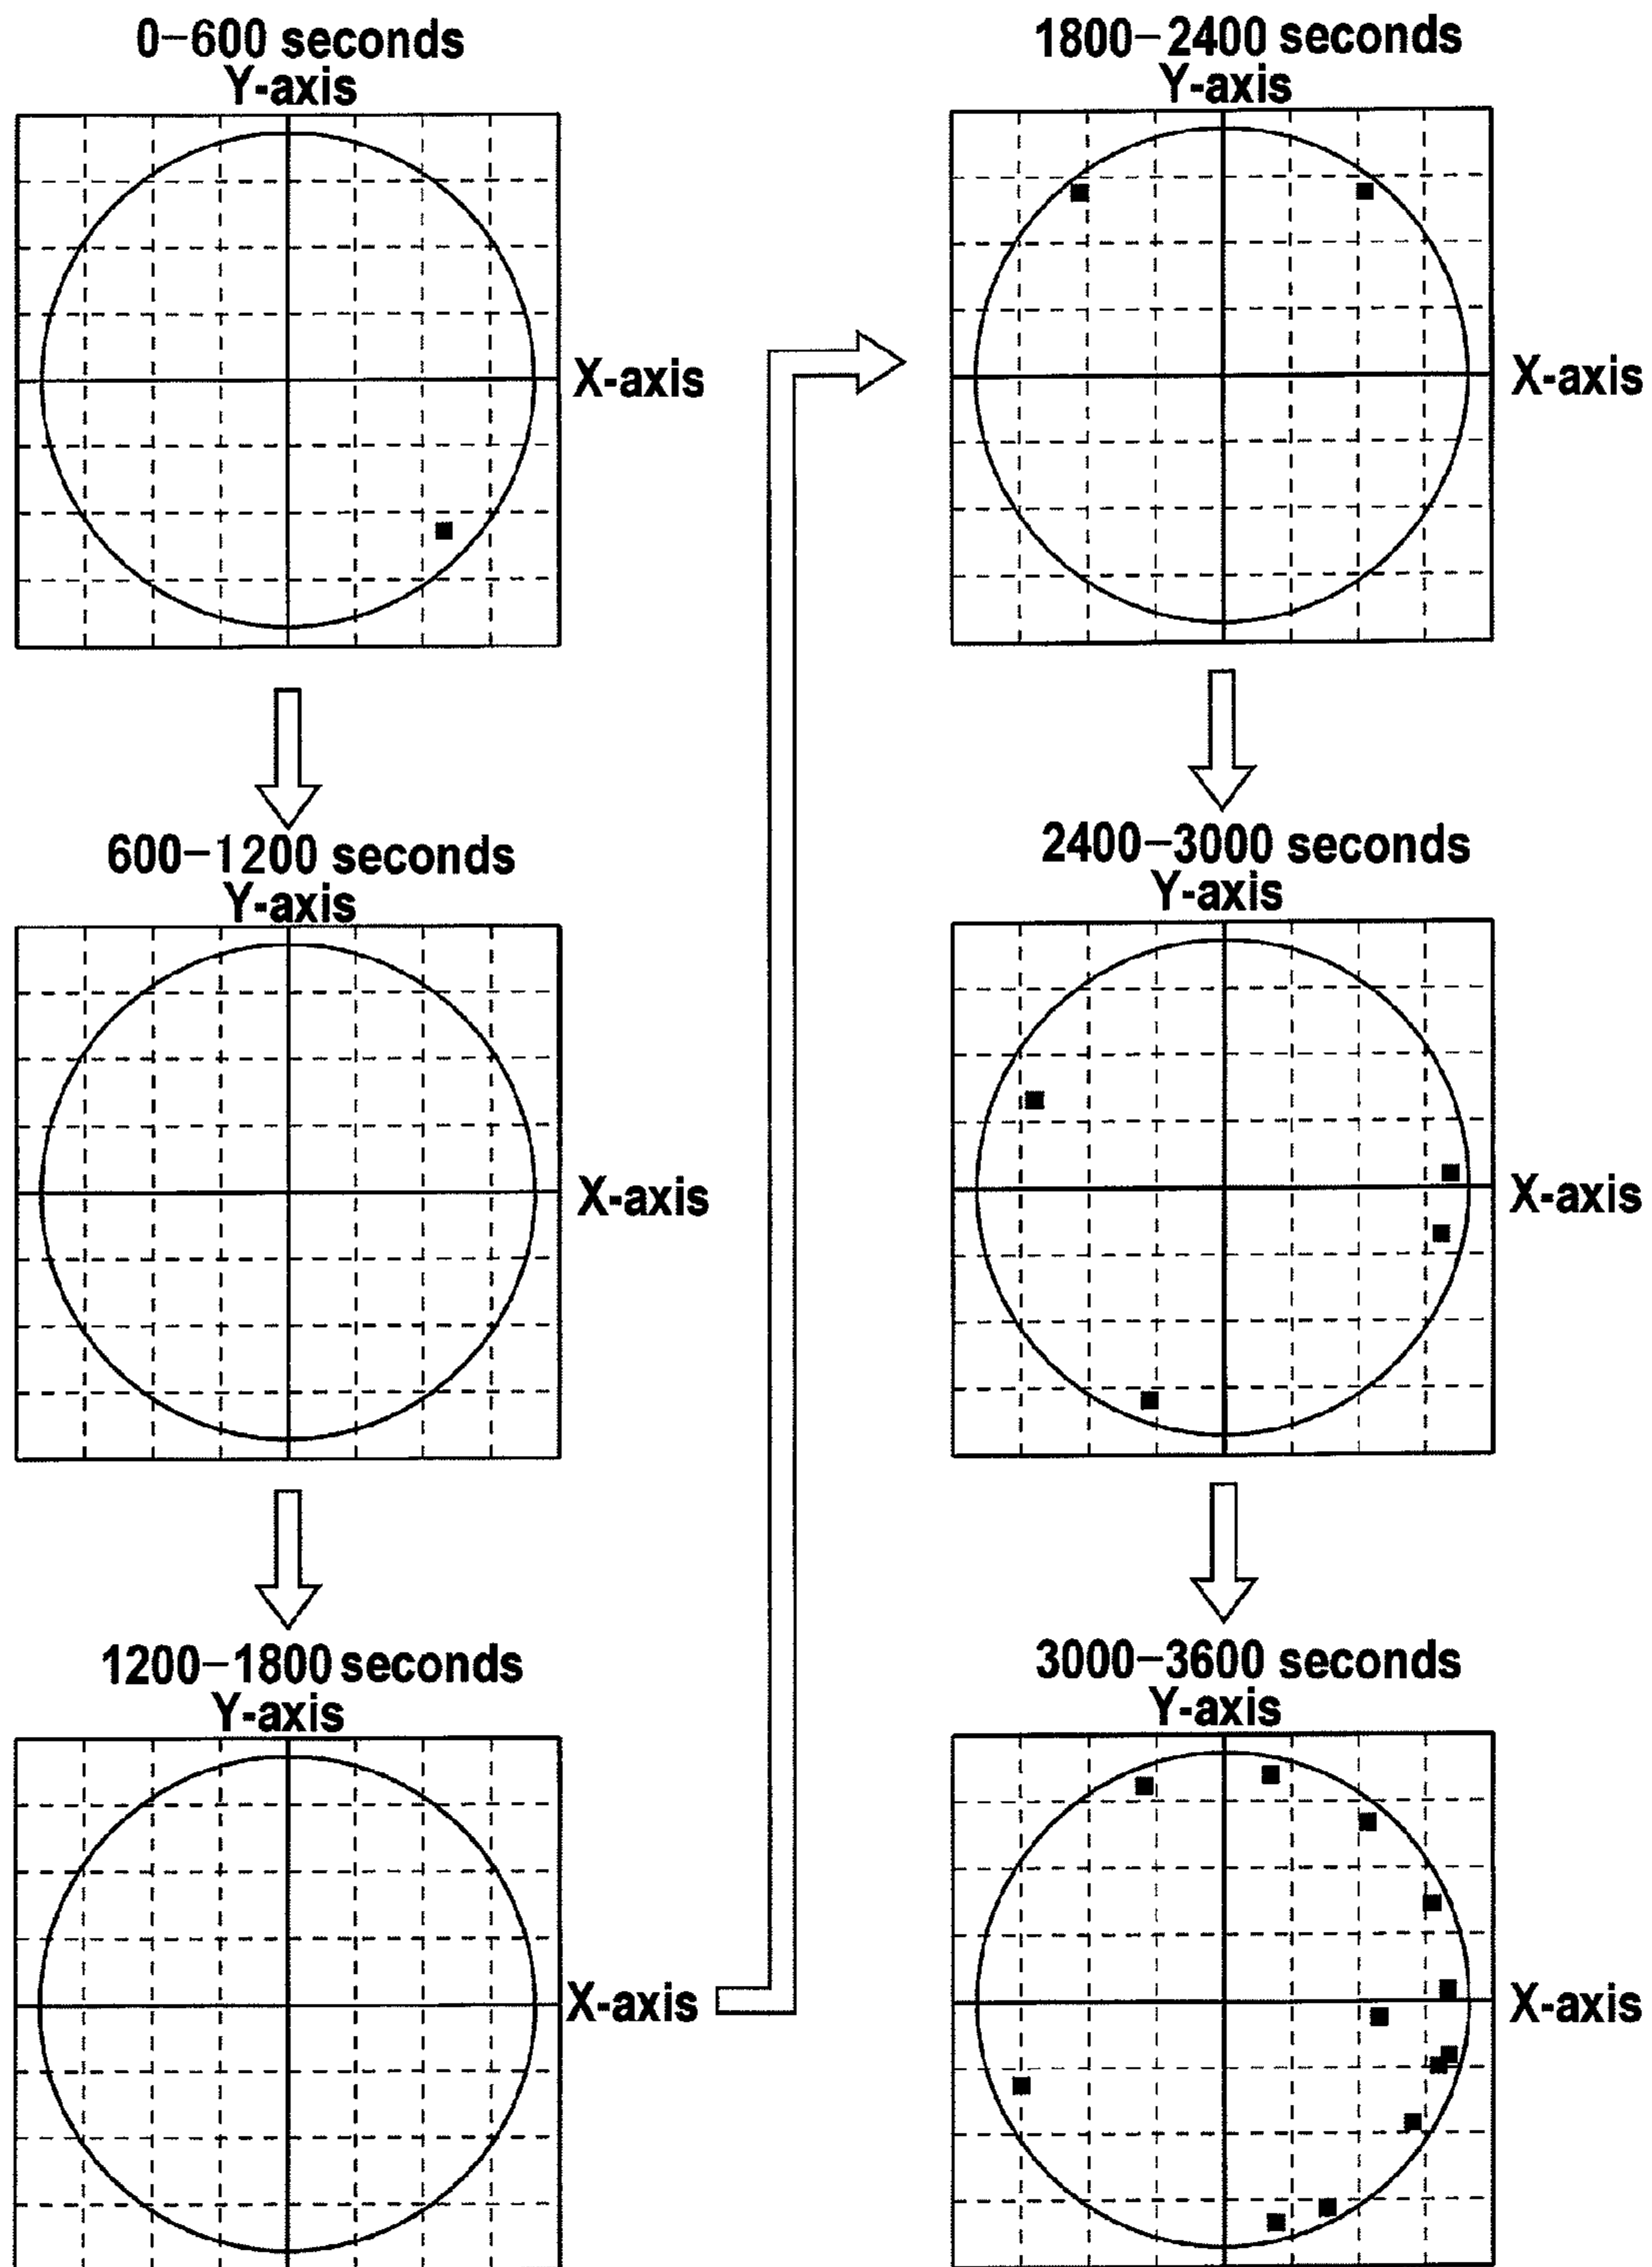 0–600 seconds
Y-axis
X-axis
600–1200 seconds
Y-axis
X-axis
1200–1800 seconds
Y-axis
X-axis
1800–2400 seconds
Y-axis
X-axis
2400–3000 seconds
Y-axis
X-axis
3000–3600 seconds
Y-axis
X-axis